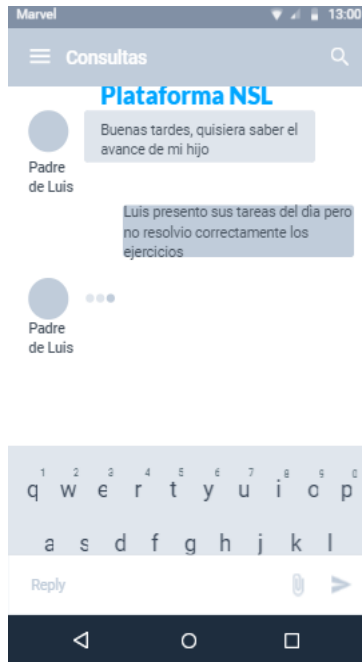 Marvel 13:00
Consultas
Plataforma NSL
Buenas tardes, quisiera saber el
avance de mi hijo
Padre
de Luis
Luis presento sus tareas del dia pero
no resolvio correctamente los
ejercicios
Padre
de Luis
1 2 3 4 5 6 7 8 9 0
q w e r t y u i o p
a s d f g h j k l
Reply